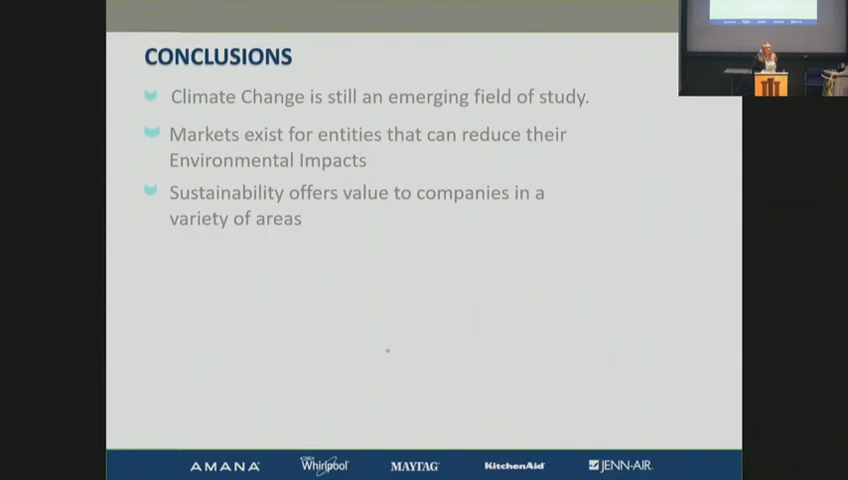 CONCLUSIONS
Climate Change is still an emerging field of study.
Markets exist for entities that can reduce their
Environmental Impacts
Sustainability offers value to companies in a
variety of areas
AMANA
Whirlpool
MAYTAG
KitchenAid
JENN-AIR